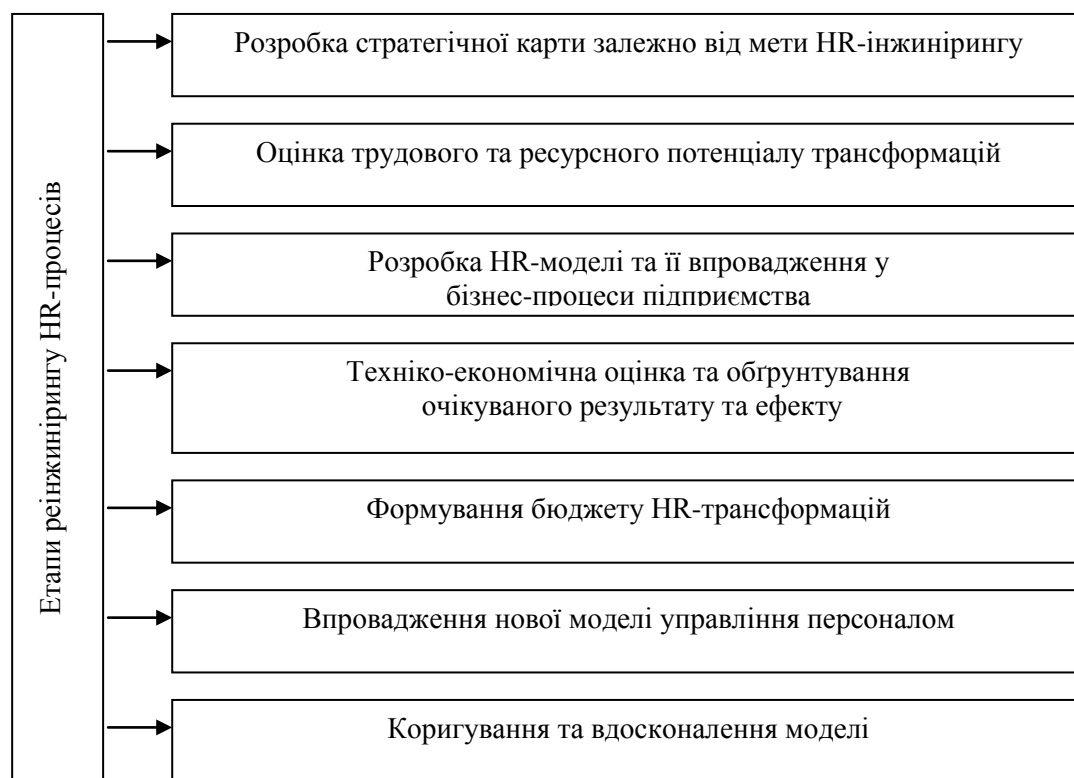 Етапи реінжинірингу HR-процесів
Розробка стратегічної карти залежно від мети HR-інжинірингу
Оцінка трудового та ресурсного потенціалу трансформацій
Розробка HR-моделі та її впровадження у
бізнес-процеси підприємства
Техніко-економічна оцінка та обґрунтування
очікуваного результату та ефекту
Формування бюджету HR-трансформацій
Впровадження нової моделі управління персоналом
Коригування та вдосконалення моделі